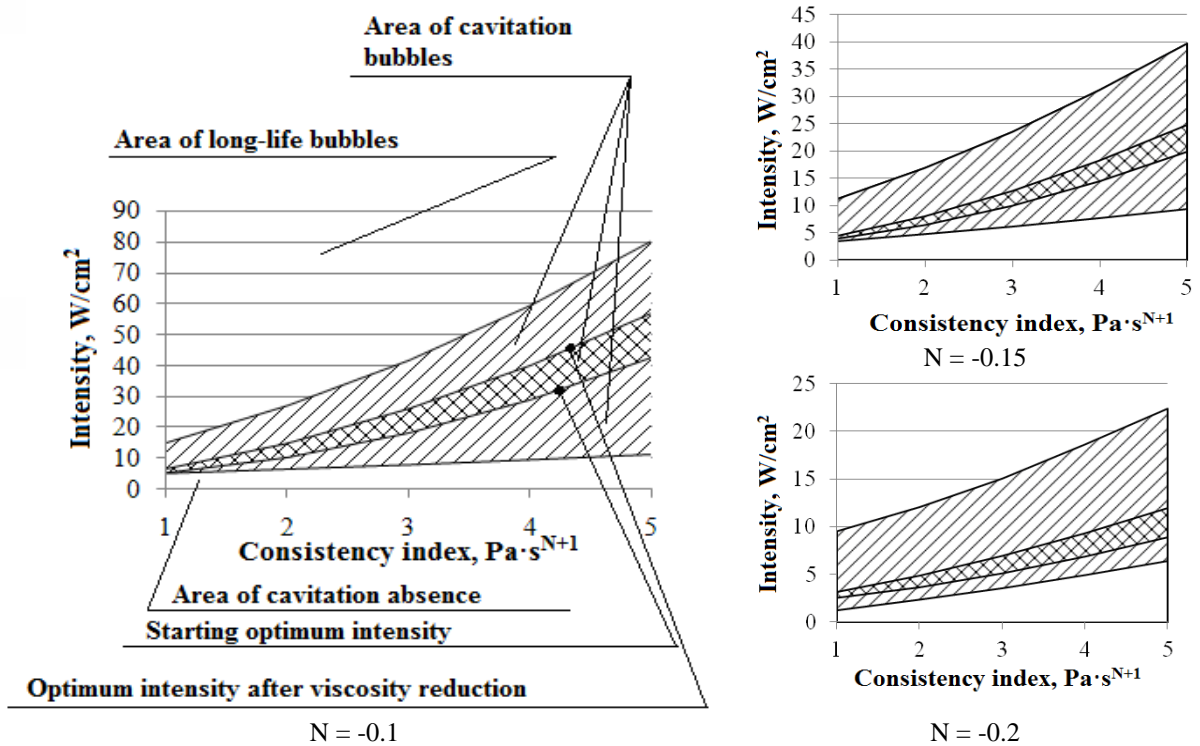 Area of cavitation
bubbles
Area of long-life bubbles
Intensity, W/cm²
90
80
70
60
50
40
30
20
10
0
1 2 3 4 5
Consistency index, Pa·sᴺ⁺¹
Area of cavitation absence
Starting optimum intensity
Optimum intensity after viscosity reduction
N = -0.1
Intensity, W/cm²
45
40
35
30
25
20
15
10
5
0
1 2 3 4 5
Consistency index, Pa·sᴺ⁺¹
N = -0.15
Intensity, W/cm²
25
20
15
10
5
0
1 2 3 4 5
Consistency index, Pa·sᴺ⁺¹
N = -0.2